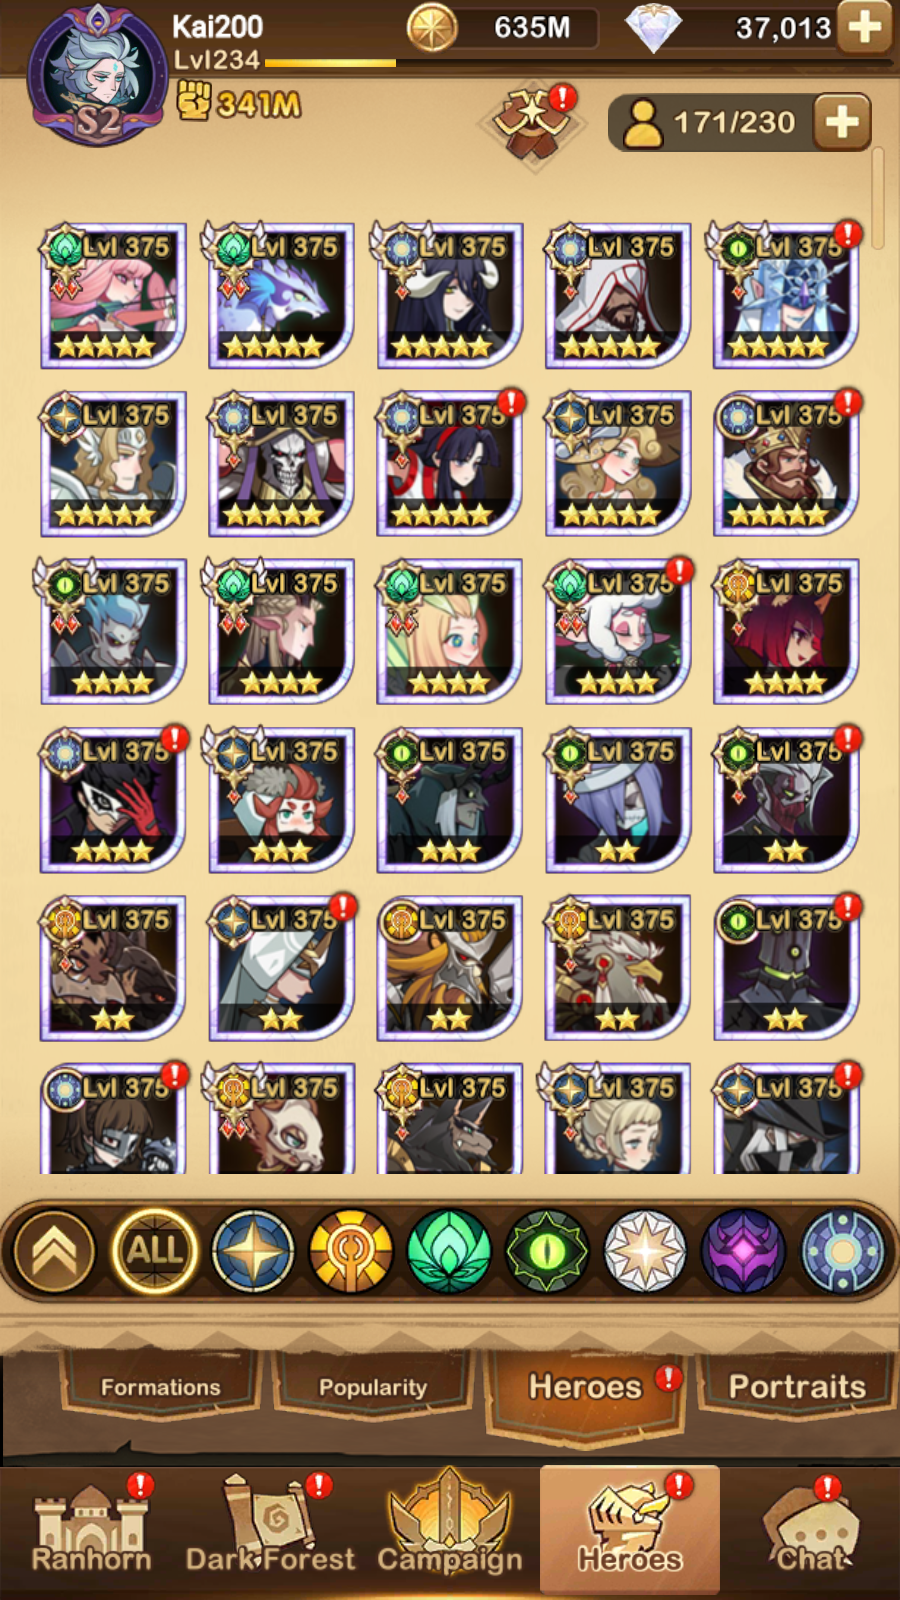 Kai200
635M
37,013
Lvl234
341M
S2
171/230
Lvl 375 Lvl 375 Lvl 375 Lvl 375 Lvl 375
Lvl 375 Lvl 375 Lvl 375 Lvl 375 Lvl 375
Lvl 375 Lvl 375 Lvl 375 Lvl 375 Lvl 375
Lvl 375 Lvl 375 Lvl 375 Lvl 375 Lvl 375
Lvl 375 Lvl 375 Lvl 375 Lvl 375 Lvl 375
Lvl 375 Lvl 375 Lvl 375 Lvl 375 Lvl 375
ALL
Formations Popularity Heroes Portraits
Ranhorn Dark Forest Campaign Heroes Chat